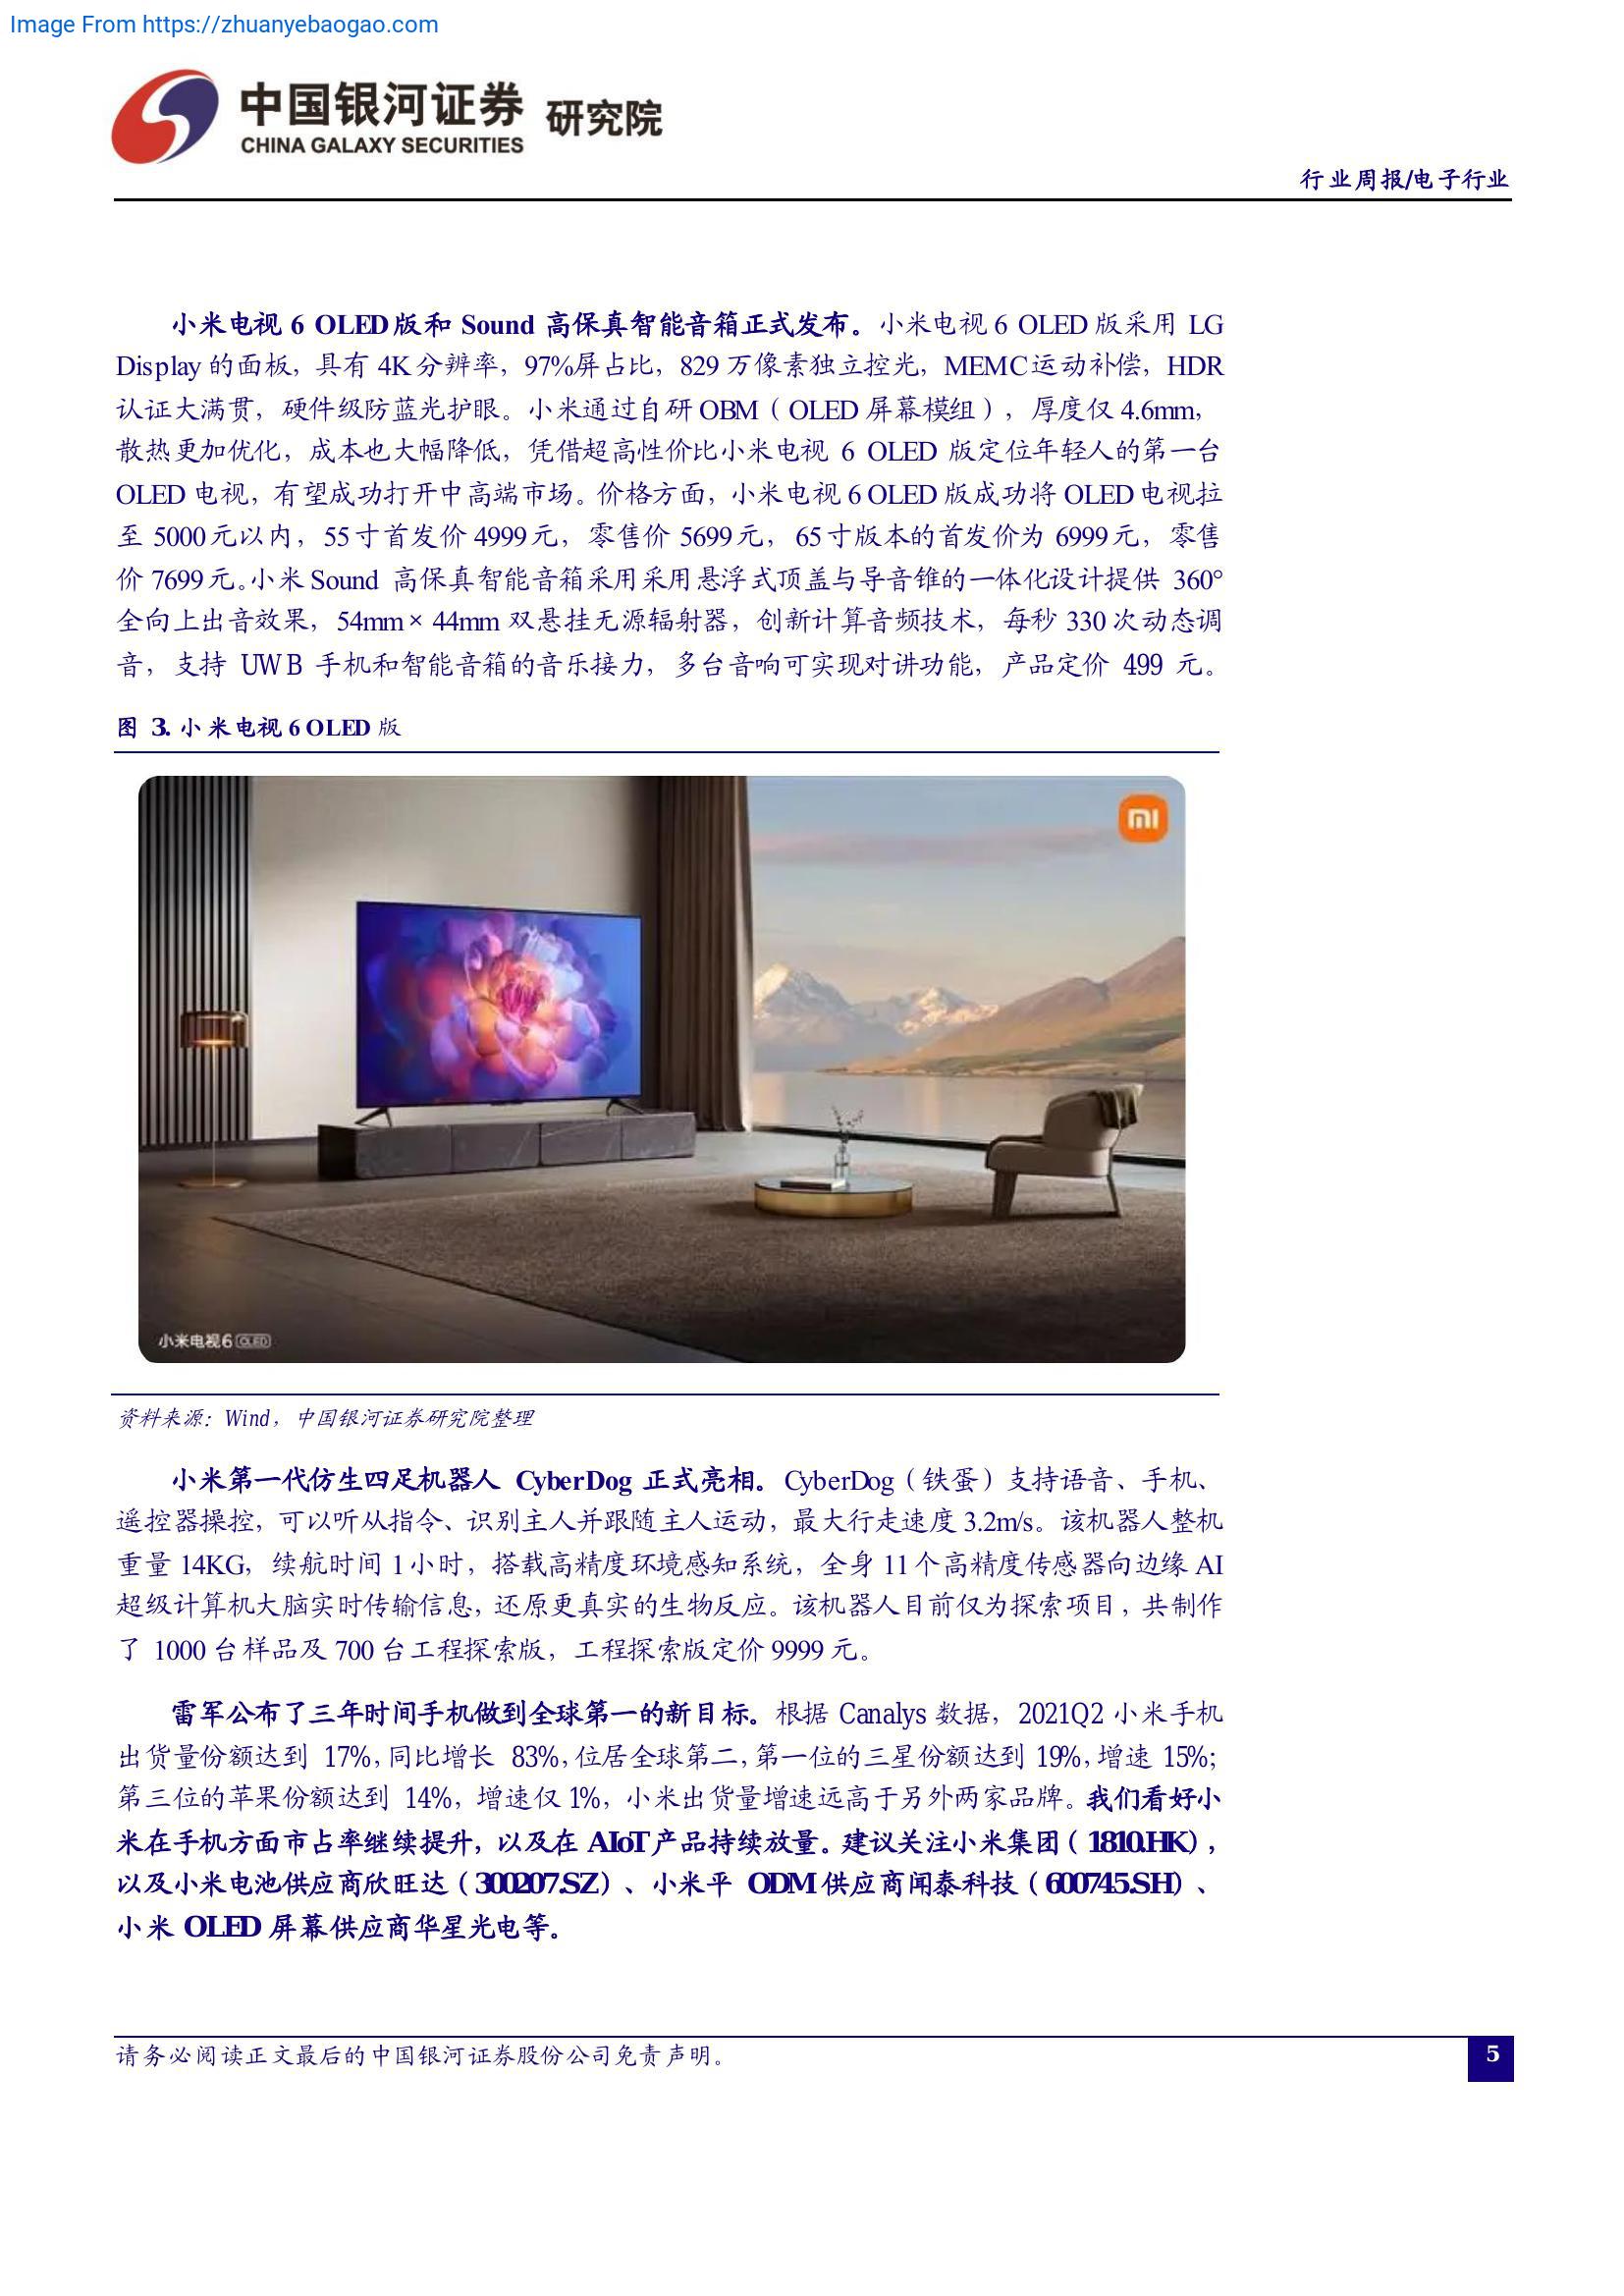 Image From https://zhuanyebaogao.com
中国银河证券 研究院
CHINA GALAXY SECURITIES
行业周报/电子行业
小米电视 6 OLED 版和 Sound 高保真智能音箱正式发布。小米电视 6 OLED 版采用 LG
Display 的面板，具有 4K 分辨率，97%屏占比，829 万像素独立控光，MEMC 运动补偿，HDR
认证大满贯，硬件级防蓝光护眼。小米通过自研 OBM（OLED 屏幕模组），厚度仅 4.6mm，
散热更加优化，成本也大幅降低，凭借超高性价比小米电视 6 OLED 版定位年轻人的第一台
OLED 电视，有望成功打开中高端市场。价格方面，小米电视 6 OLED 版成功将 OLED 电视拉
至 5000 元以内，55 寸首发价 4999 元，零售价 5699 元，65 寸版本的首发价为 6999 元，零售
价 7699 元。小米 Sound 高保真智能音箱采用采用悬浮式顶盖与导音锥的一体化设计提供 360°
全向上出音效果，54mm× 44mm 双悬挂无源辐射器，创新计算音频技术，每秒 330 次动态调
音，支持 UWB 手机和智能音箱的音乐接力，多台音响可实现对讲功能，产品定价 499 元。
图 3. 小米电视 6 OLED 版
mi
小米电视6 OLED
资料来源：Wind，中国银河证券研究院整理
小米第一代仿生四足机器人 CyberDog 正式亮相。CyberDog（铁蛋）支持语音、手机、
遥控器操控，可以听从指令、识别主人并跟随主人运动，最大行走速度 3.2m/s。该机器人整机
重量 14KG，续航时间 1 小时，搭载高精度环境感知系统，全身 11 个高精度传感器向边缘 AI
超级计算机大脑实时传输信息，还原更真实的生物反应。该机器人目前仅为探索项目，共制作
了 1000 台样品及 700 台工程探索版，工程探索版定价 9999 元。
雷军公布了三年时间手机做到全球第一的新目标。根据 Canalys 数据，2021Q2 小米手机
出货量份额达到 17%，同比增长 83%，位居全球第二，第一位的三星份额达到 19%，增速 15%；
第三位的苹果份额达到 14%，增速仅 1%，小米出货量增速远高于另外两家品牌。我们看好小
米在手机方面市占率继续提升，以及在 AIoT 产品持续放量。建议关注小米集团（1810.HK），
以及小米电池供应商欣旺达（300207.SZ）、小米平 ODM 供应商闻泰科技（600745.SH）、
小米 OLED 屏幕供应商华星光电等。
请务必阅读正文最后的中国银河证券股份公司免责声明。
5